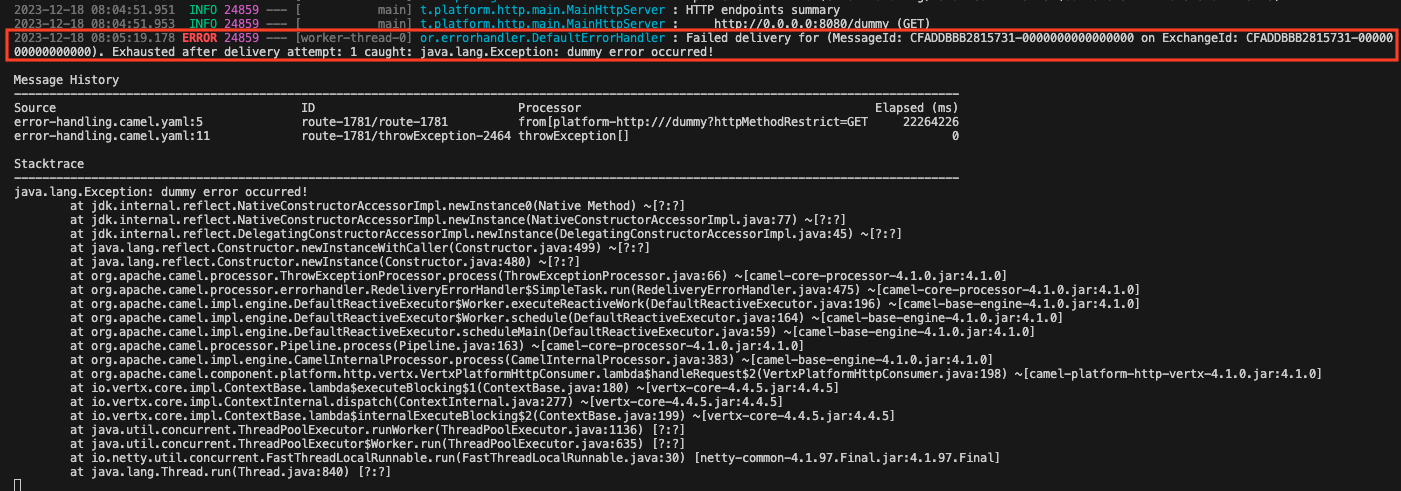 2023-12-18 08:04:51.951  INFO 24859 --- [           main] t.platform.http.main.MainHttpServer : HTTP endpoints summary
2023-12-18 08:04:51.953  INFO 24859 --- [           main] t.platform.http.main.MainHttpServer :     http://0.0.0.0:8080/dummy (GET)
2023-12-18 08:05:19.178 ERROR 24859 --- [worker-thread-0] or.errorhandler.DefaultErrorHandler : Failed delivery for (MessageId: CFADDBBB2815731-0000000000000000 on ExchangeId: CFADDBBB2815731-00000
00000000000). Exhausted after delivery attempt: 1 caught: java.lang.Exception: dummy error occurred!
Message History
---------------------------------------------------------------------------------------------------------------------------------------
Source                                   ID                             Processor                                          Elapsed (ms)
error-handling.camel.yaml:5              route-1781/route-1781          from[platform-http:///dummy?httpMethodRestrict=GET     22264226
error-handling.camel.yaml:11             route-1781/throwException-2464 throwException[]                                              0
Stacktrace
---------------------------------------------------------------------------------------------------------------------------------------
java.lang.Exception: dummy error occurred!
at jdk.internal.reflect.NativeConstructorAccessorImpl.newInstance0(Native Method) ~[?:?]
at jdk.internal.reflect.NativeConstructorAccessorImpl.newInstance(NativeConstructorAccessorImpl.java:77) ~[?:?]
at jdk.internal.reflect.DelegatingConstructorAccessorImpl.newInstance(DelegatingConstructorAccessorImpl.java:45) ~[?:?]
at java.lang.reflect.Constructor.newInstanceWithCaller(Constructor.java:499) ~[?:?]
at java.lang.reflect.Constructor.newInstance(Constructor.java:480) ~[?:?]
at org.apache.camel.processor.ThrowExceptionProcessor.process(ThrowExceptionProcessor.java:66) ~[camel-core-processor-4.1.0.jar:4.1.0]
at org.apache.camel.processor.errorhandler.RedeliveryErrorHandler$SimpleTask.run(RedeliveryErrorHandler.java:475) ~[camel-core-processor-4.1.0.jar:4.1.0]
at org.apache.camel.impl.engine.DefaultReactiveExecutor$Worker.executeReactiveWork(DefaultReactiveExecutor.java:196) ~[camel-base-engine-4.1.0.jar:4.1.0]
at org.apache.camel.impl.engine.DefaultReactiveExecutor$Worker.schedule(DefaultReactiveExecutor.java:164) ~[camel-base-engine-4.1.0.jar:4.1.0]
at org.apache.camel.impl.engine.DefaultReactiveExecutor.scheduleMain(DefaultReactiveExecutor.java:59) ~[camel-base-engine-4.1.0.jar:4.1.0]
at org.apache.camel.processor.Pipeline.process(Pipeline.java:163) ~[camel-core-processor-4.1.0.jar:4.1.0]
at org.apache.camel.impl.engine.CamelInternalProcessor.process(CamelInternalProcessor.java:383) ~[camel-base-engine-4.1.0.jar:4.1.0]
at org.apache.camel.component.platform.http.vertx.VertxPlatformHttpConsumer.lambda$handleRequest$2(VertxPlatformHttpConsumer.java:198) ~[camel-platform-http-vertx-4.1.0.jar:4.1.0]
at io.vertx.core.impl.ContextBase.lambda$executeBlocking$1(ContextBase.java:180) ~[vertx-core-4.4.5.jar:4.4.5]
at io.vertx.core.impl.ContextInternal.dispatch(ContextInternal.java:277) ~[vertx-core-4.4.5.jar:4.4.5]
at io.vertx.core.impl.ContextBase.lambda$internalExecuteBlocking$2(ContextBase.java:199) ~[vertx-core-4.4.5.jar:4.4.5]
at java.util.concurrent.ThreadPoolExecutor.runWorker(ThreadPoolExecutor.java:1136) [?:?]
at java.util.concurrent.ThreadPoolExecutor$Worker.run(ThreadPoolExecutor.java:635) [?:?]
at io.netty.util.concurrent.FastThreadLocalRunnable.run(FastThreadLocalRunnable.java:30) [netty-common-4.1.97.Final.jar:4.1.97.Final]
at java.lang.Thread.run(Thread.java:840) [?:?]